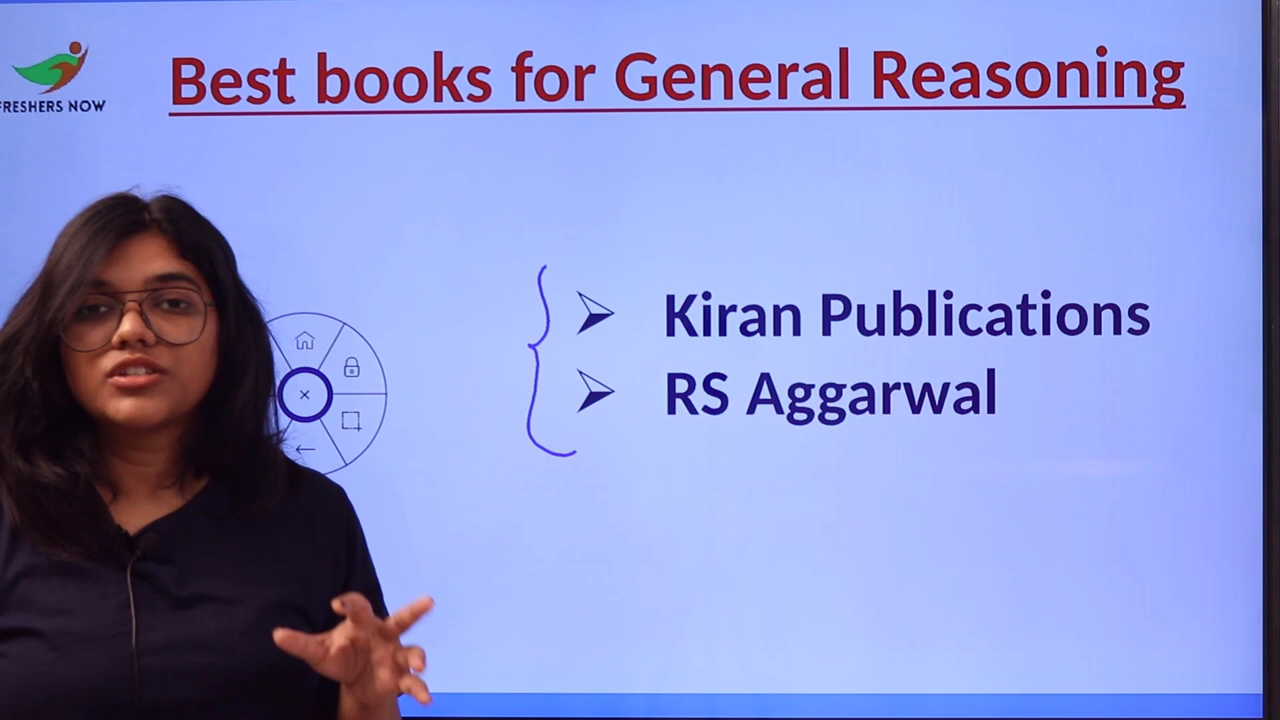 Best books for General Reasoning
FRESHERS NOW
Kiran Publications
RS Aggarwal